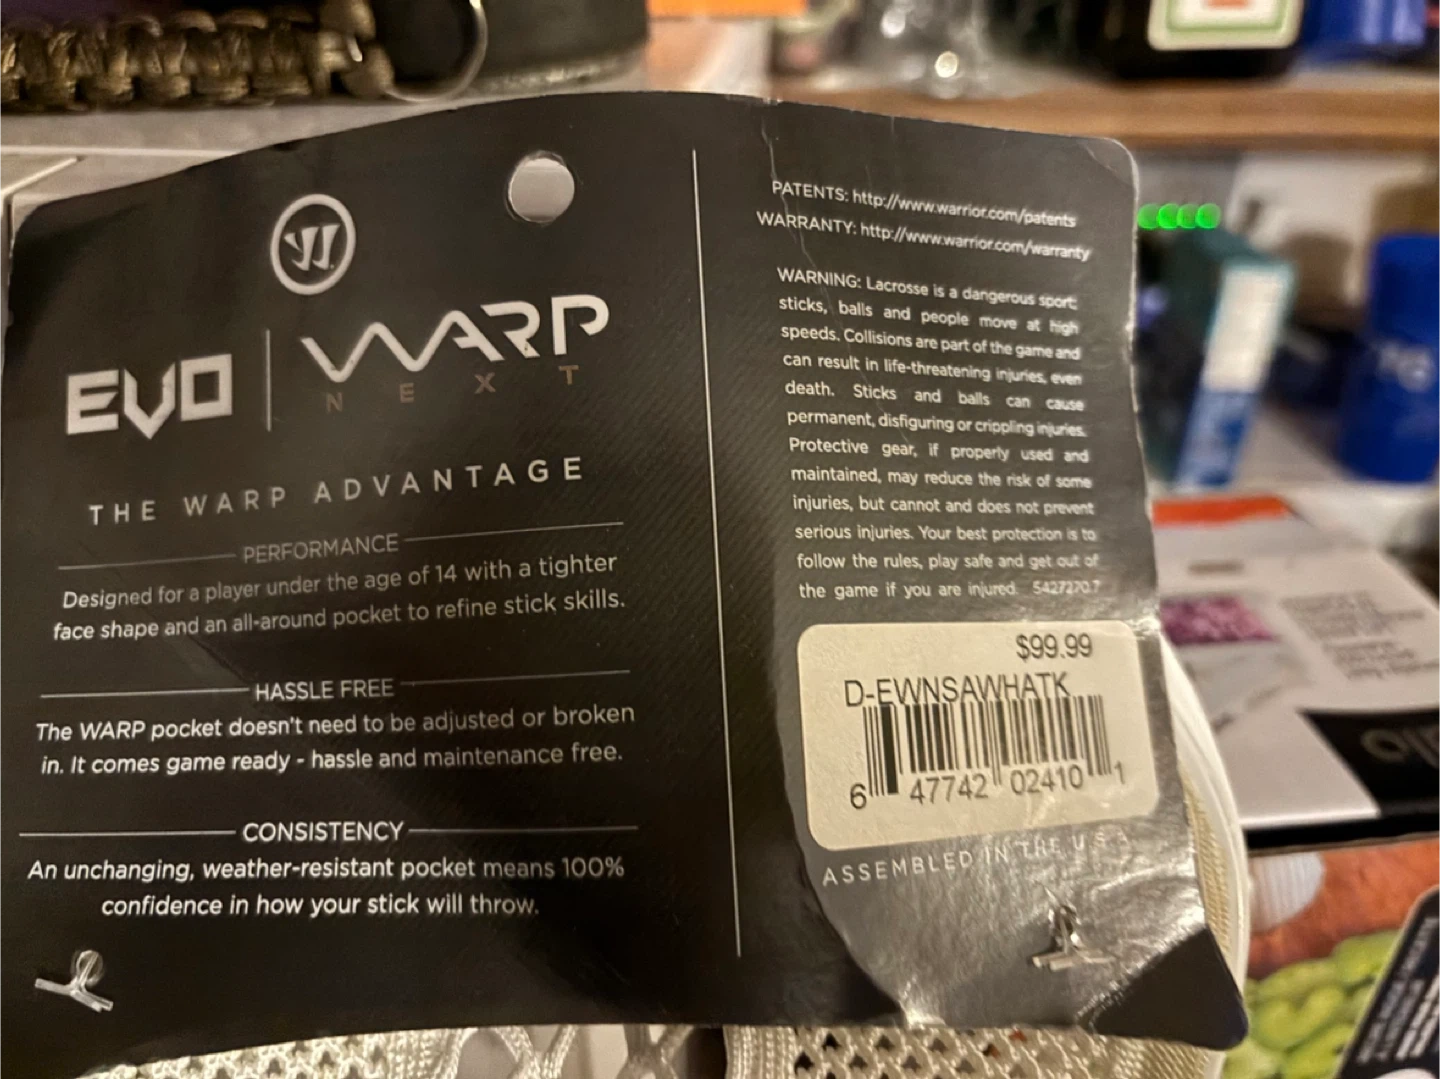 EVO
WARP
NEXT
THE WARP ADVANTAGE
PERFORMANCE
Designed for a player under the age of 14 with a tighter
face shape and an all-around pocket to refine stick skills.
HASSLE FREE
The WARP pocket doesn't need to be adjusted or broken
in. It comes game ready - hassle and maintenance free.
CONSISTENCY
An unchanging, weather-resistant pocket means 100%
confidence in how your stick will throw.
PATENTS: http://www.warrior.com/patents
WARRANTY: http://www.warrior.com/warranty
WARNING: Lacrosse is a dangerous sport;
sticks, balls and people move at high
speeds. Collisions are part of the game and
can result in life-threatening injuries, even
death. Sticks and balls can cause
permanent, disfiguring or crippling injuries.
Protective gear, if properly used and
maintained, may reduce the risk of some
injuries, but cannot and does not prevent
serious injuries. Your best protection is to
follow the rules, play safe and get out of
the game if you are injured. 5427270.7
$99.99
D-EWNSAWHATK
6 47742 02410 1
ASSEMBLED IN THE USA